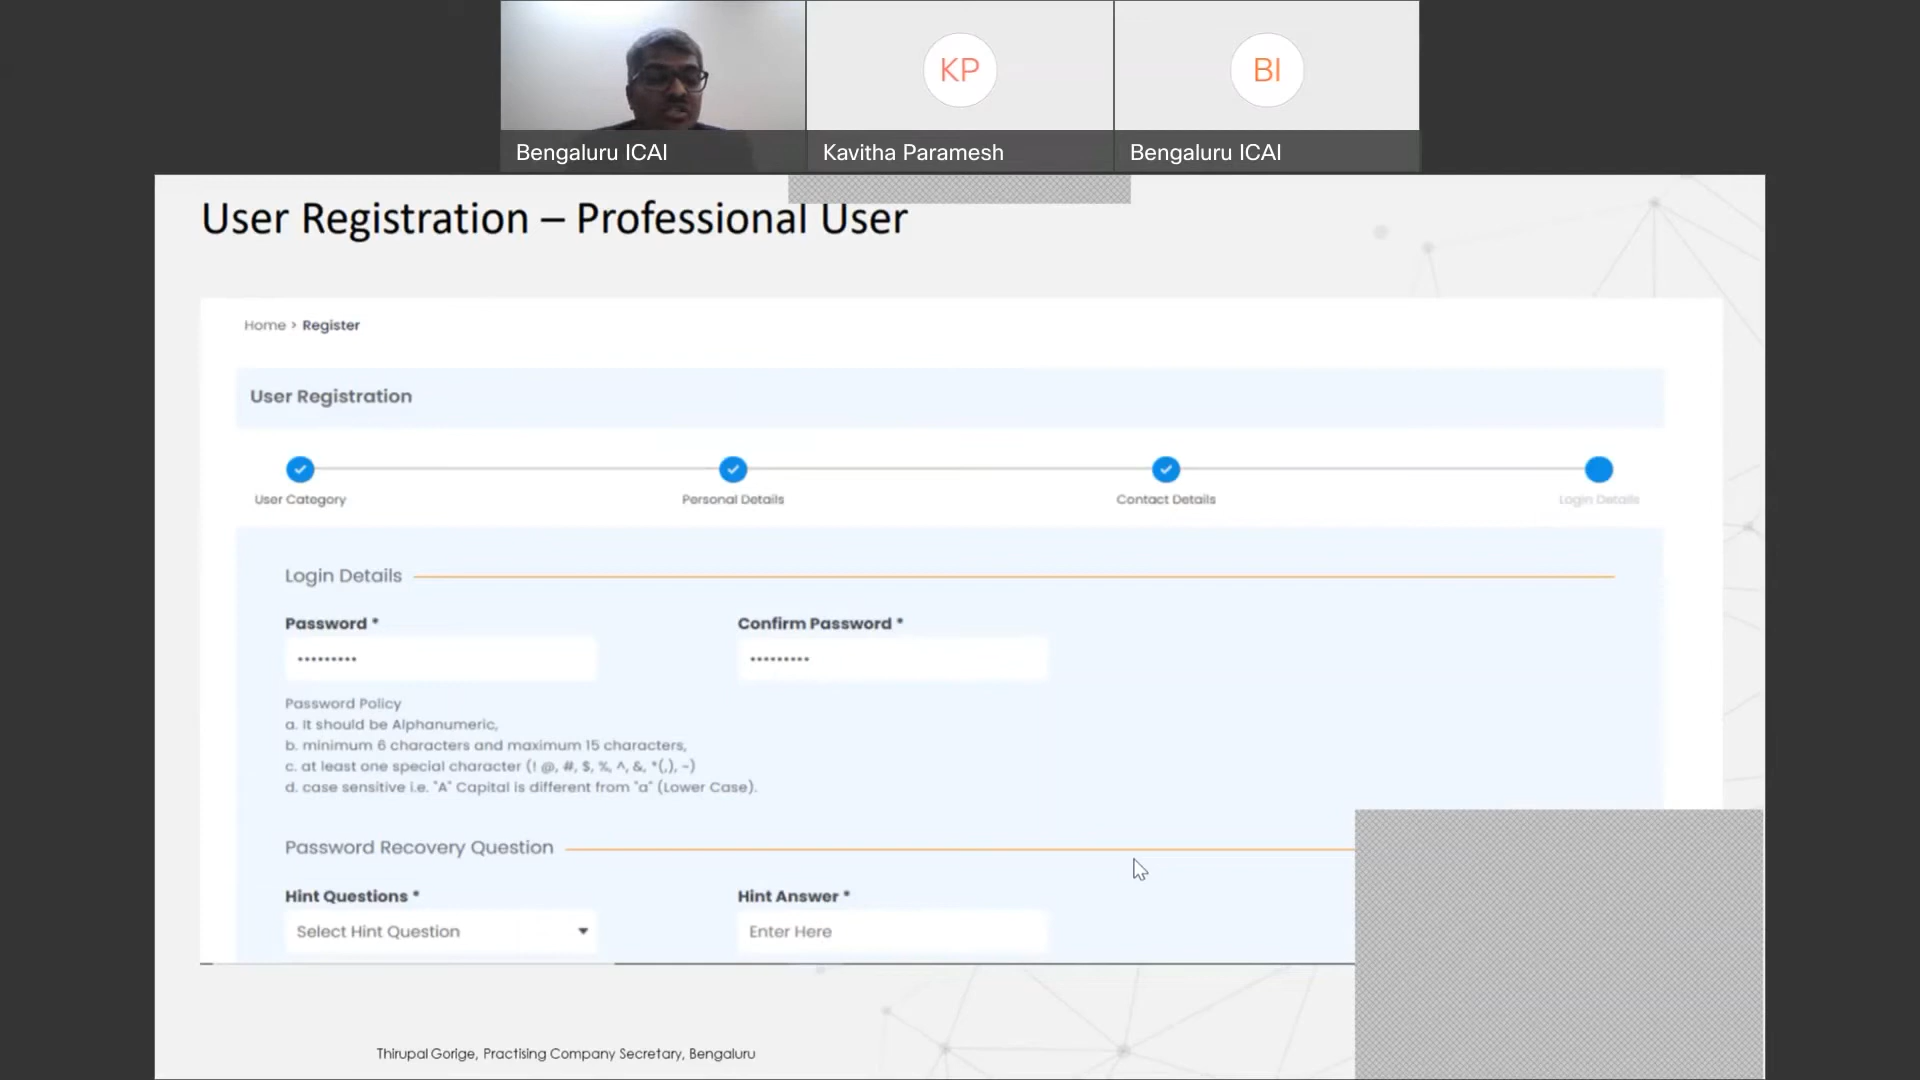 KP
BI
Bengaluru ICAI
Kavitha Paramesh
Bengaluru ICAI
User Registration – Professional User
Home > Register
User Registration
User Category
Personal Details
Contact Details
Login Details
Login Details
Password *
Confirm Password *
•••••••••
•••••••••
Password Policy
a. It should be Alphanumeric,
b. minimum 6 characters and maximum 15 characters,
c. at least one special character (! @, #, $, %, ^, &, *(,), ~)
d. case sensitive i.e. "A" Capital is different from "a" (Lower Case).
Password Recovery Question
Hint Questions *
Hint Answer *
Select Hint Question
Enter Here
Thirupal Gorige, Practising Company Secretary, Bengaluru